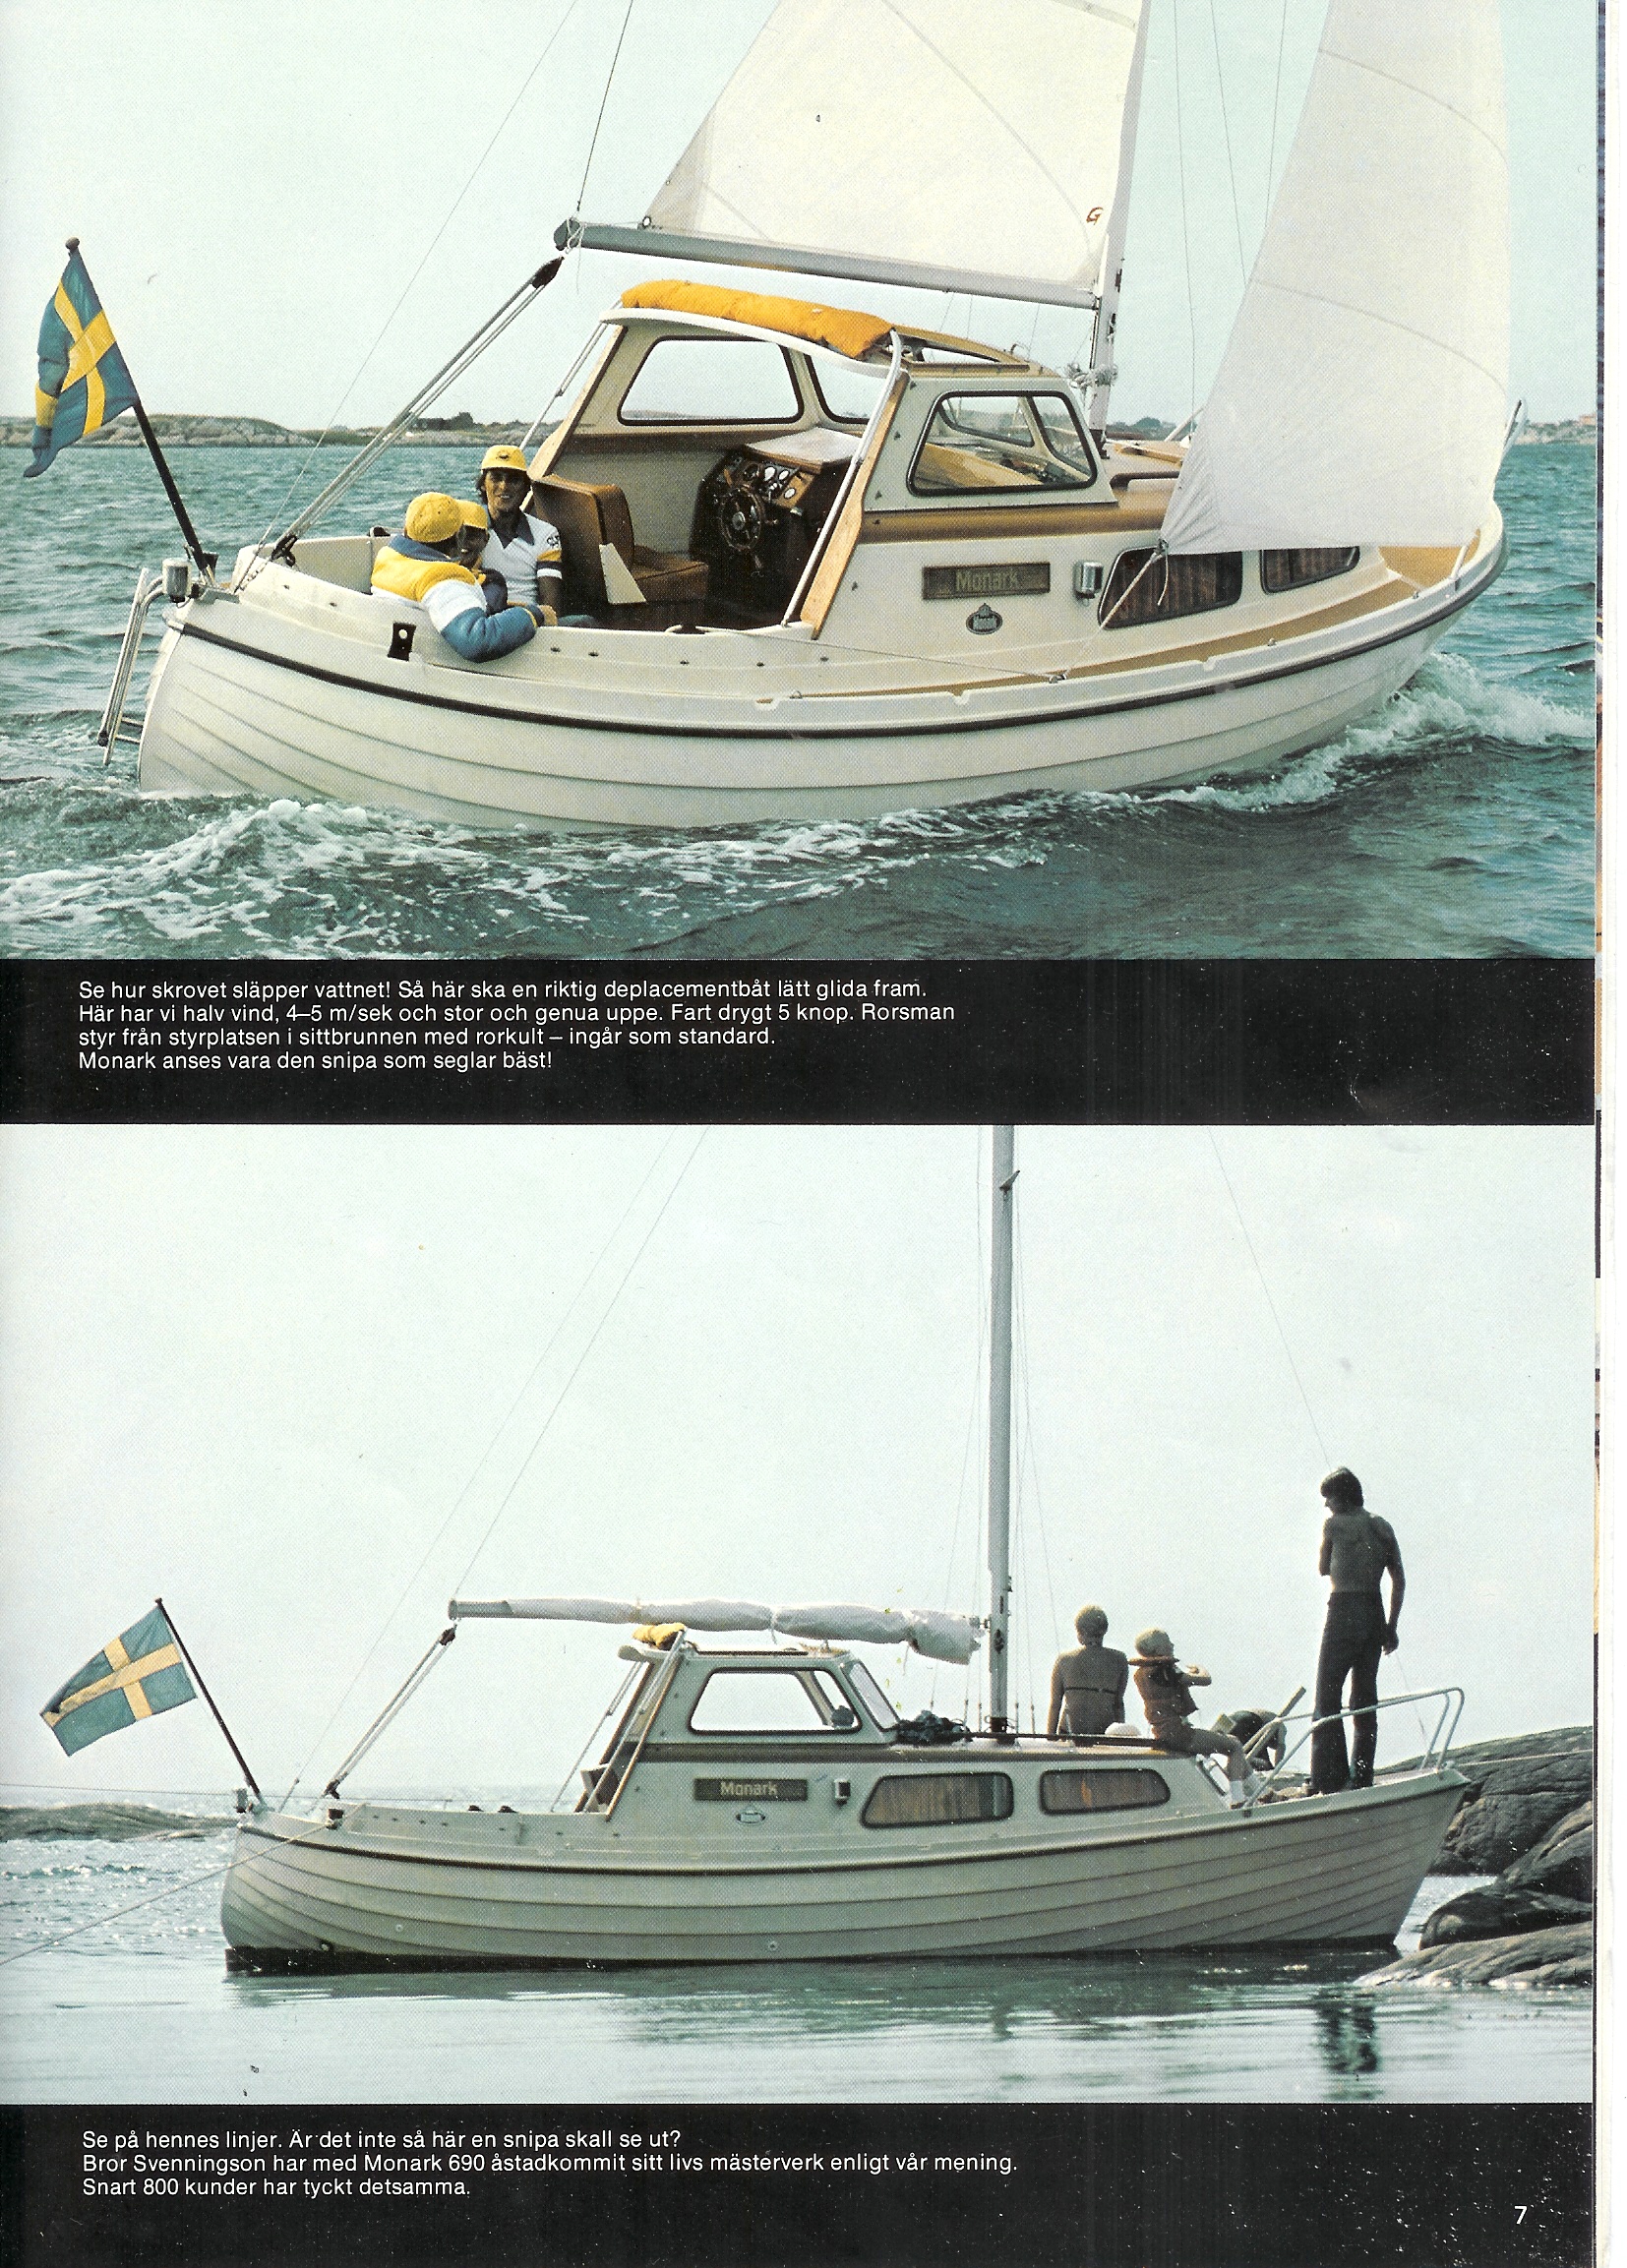 G
Monark
Monark
Se hur skrovet släpper vattnet! Så här ska en riktig deplacementbåt lätt glida fram.
Här har vi halv vind, 4–5 m/sek och stor och genua uppe. Fart drygt 5 knop. Rorsman
styr från styrplatsen i sittbrunnen med rorkult – ingår som standard.
Monark anses vara den snipa som seglar bäst!
Monark
Se på hennes linjer. Är det inte så här en snipa skall se ut?
Bror Svenningson har med Monark 690 åstadkommit sitt livs mästerverk enligt vår mening.
Snart 800 kunder har tyckt detsamma.
7